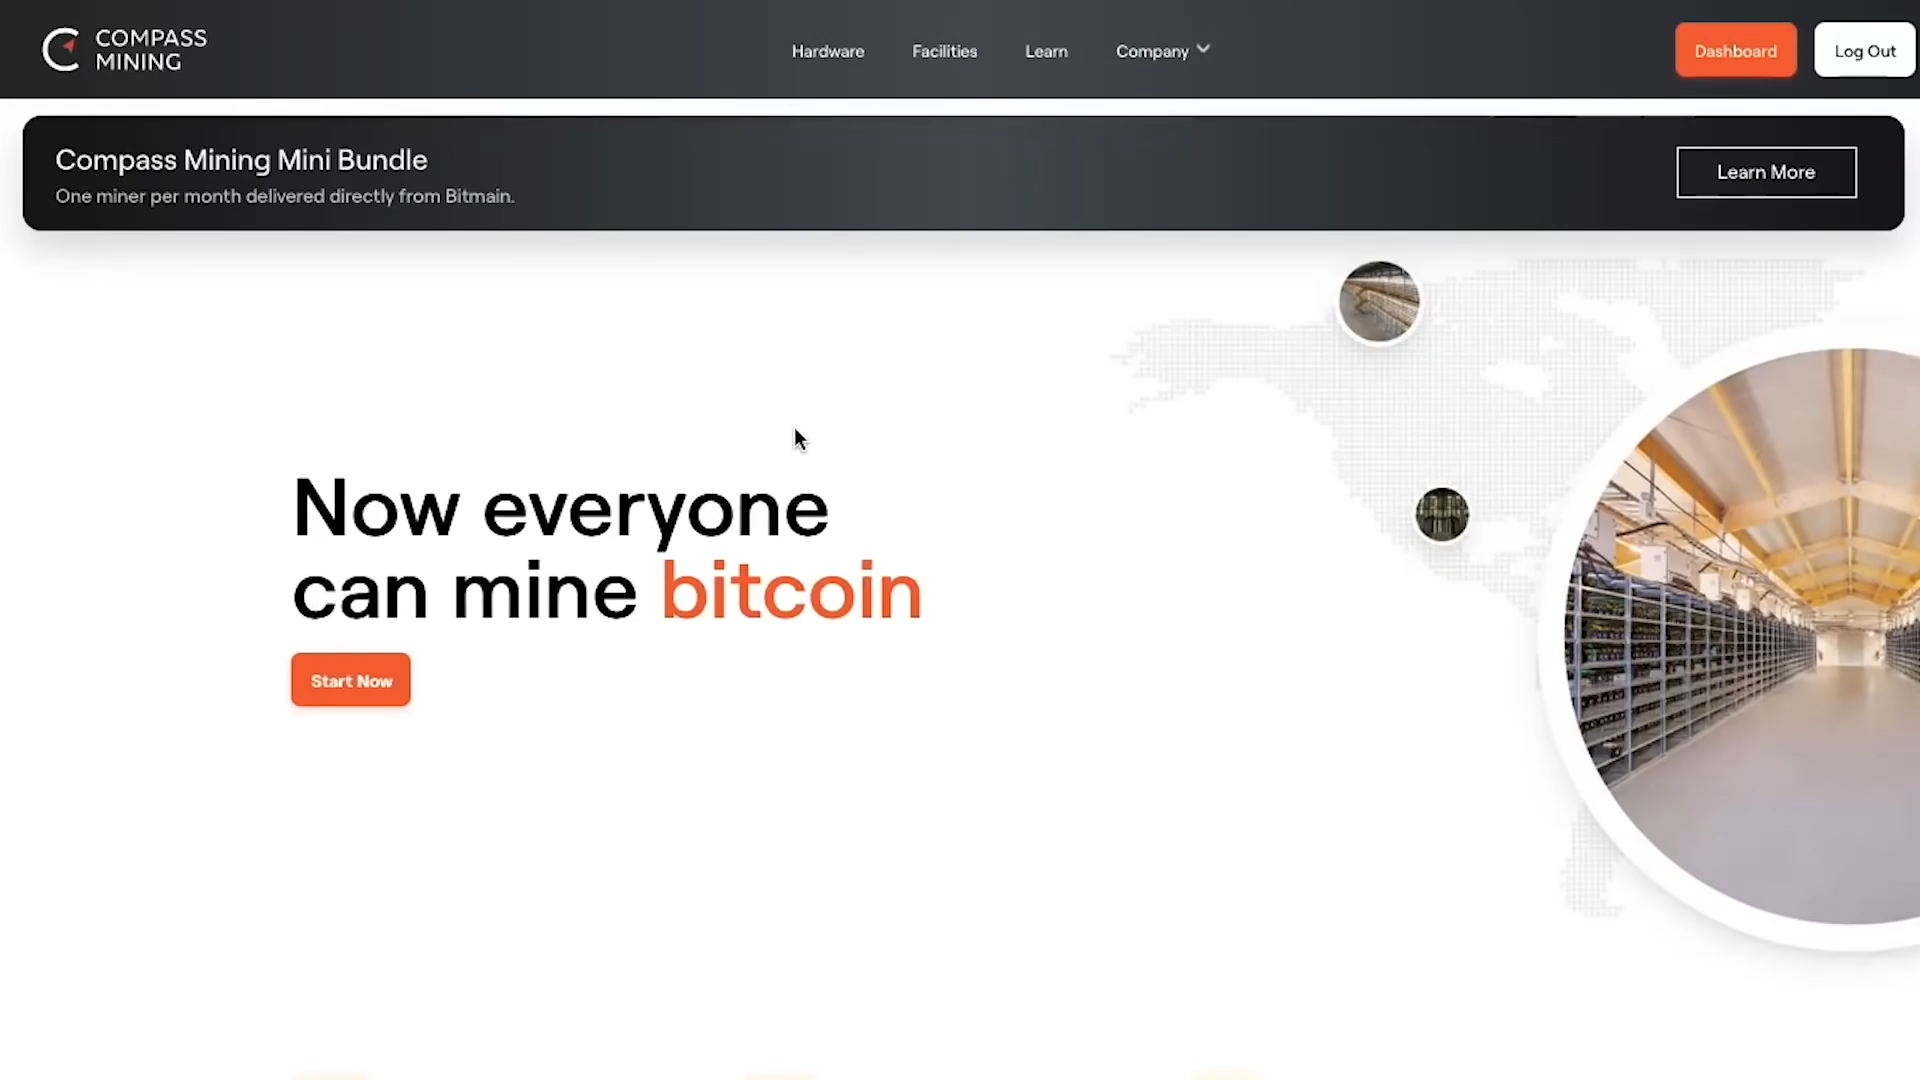 COMPASS
MINING
Hardware
Facilities
Learn
Company
Dashboard
Log Out
Compass Mining Mini Bundle
One miner per month delivered directly from Bitmain.
Learn More
Now everyone
can mine bitcoin
Start Now